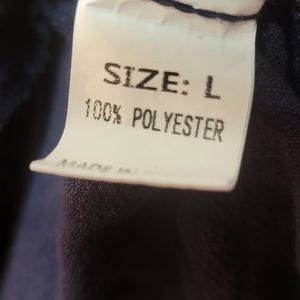 SIZE: L
100% POLYESTER
MADE IN